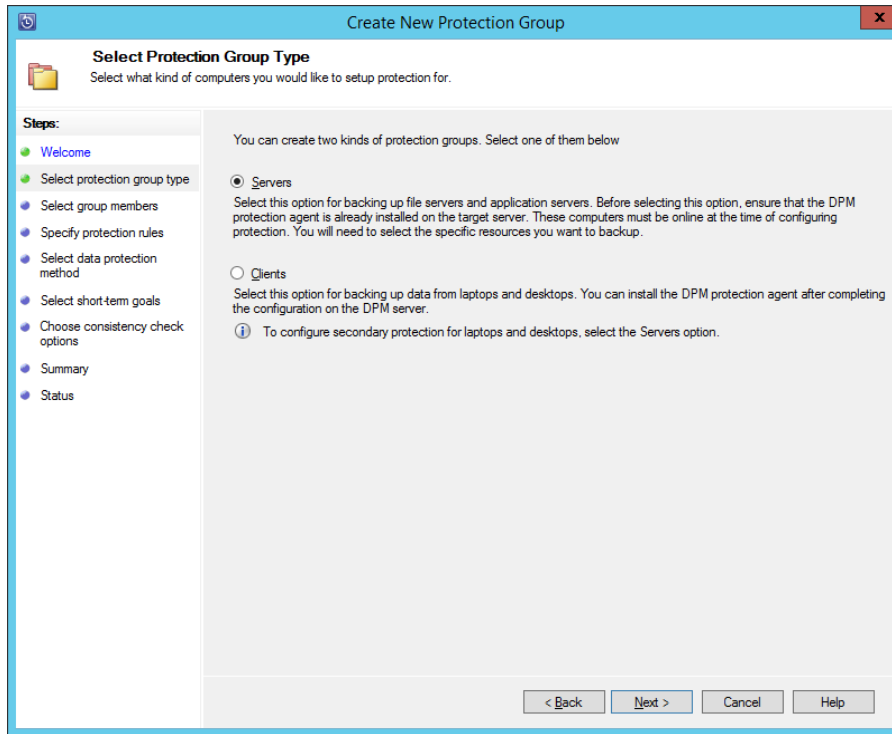 Create New Protection Group
x
Select Protection Group Type
Select what kind of computers you would like to setup protection for.
Steps:
Welcome
Select protection group type
Select group members
Specify protection rules
Select data protection
method
Select short-term goals
Choose consistency check
options
Summary
Status
You can create two kinds of protection groups. Select one of them below
Servers
Select this option for backing up file servers and application servers. Before selecting this option, ensure that the DPM
protection agent is already installed on the target server. These computers must be online at the time of configuring
protection. You will need to select the specific resources you want to backup.
Clients
Select this option for backing up data from laptops and desktops. You can install the DPM protection agent after completing
the configuration on the DPM server.
To configure secondary protection for laptops and desktops, select the Servers option.
< Back
Next >
Cancel
Help